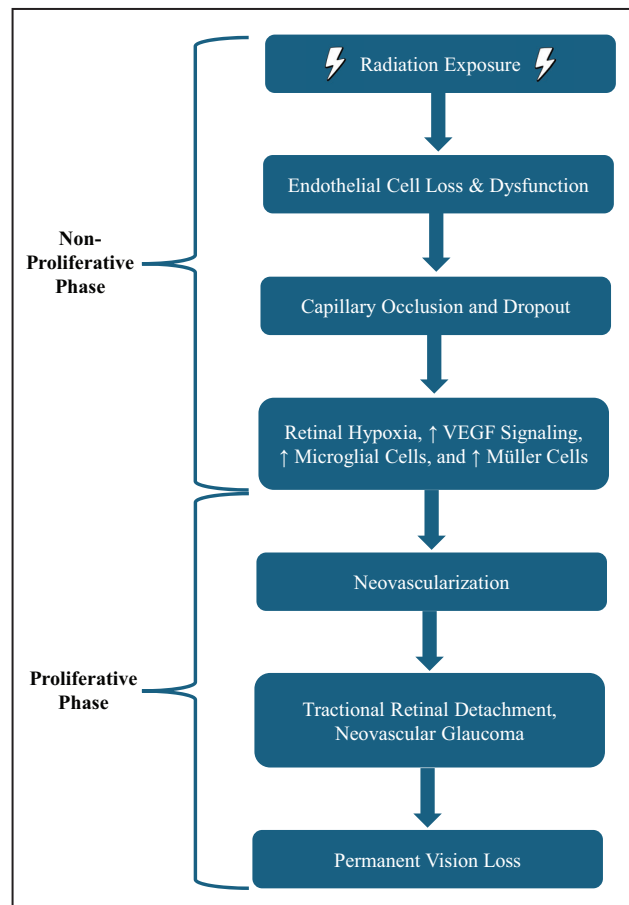 Radiation Exposure
Endothelial Cell Loss & Dysfunction
Non-
Proliferative
Phase
Capillary Occlusion and Dropout
Retinal Hypoxia, ↑ VEGF Signaling,
↑ Microglial Cells, and ↑ Müller Cells
Neovascularization
Proliferative
Phase
Tractional Retinal Detachment,
Neovascular Glaucoma
Permanent Vision Loss